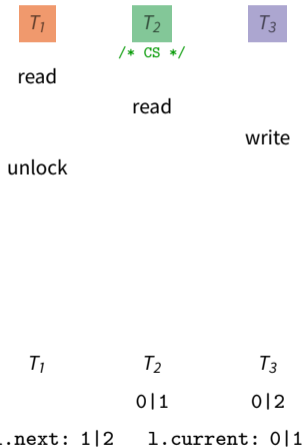 T1 T2 T3
/* CS */
read
read
write
unlock
T1 T2 T3
0|1 0|2
l.next: 1|2 l.current: 0|1